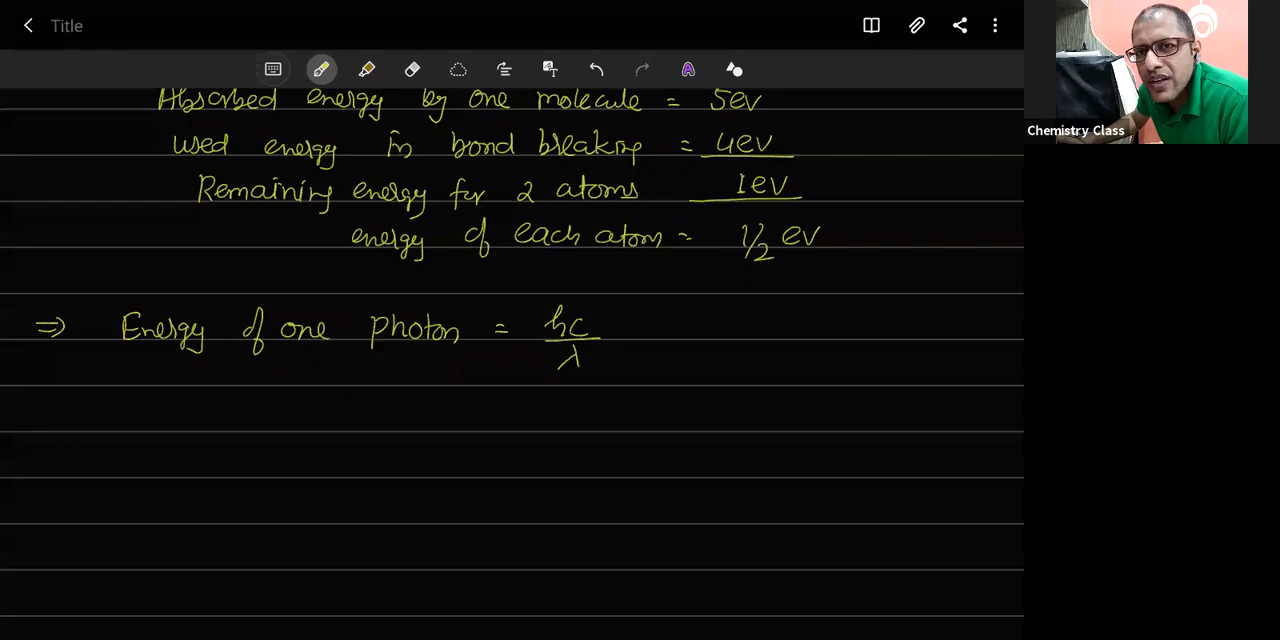 Title
Chemistry Class
Absorbed energy by one molecule = 5ev
used energy in bond breaking = 4ev
Remaining energy for 2 atoms 1ev
energy of each atom = 1/2 ev
⇒ Energy of one photon = hc/λ